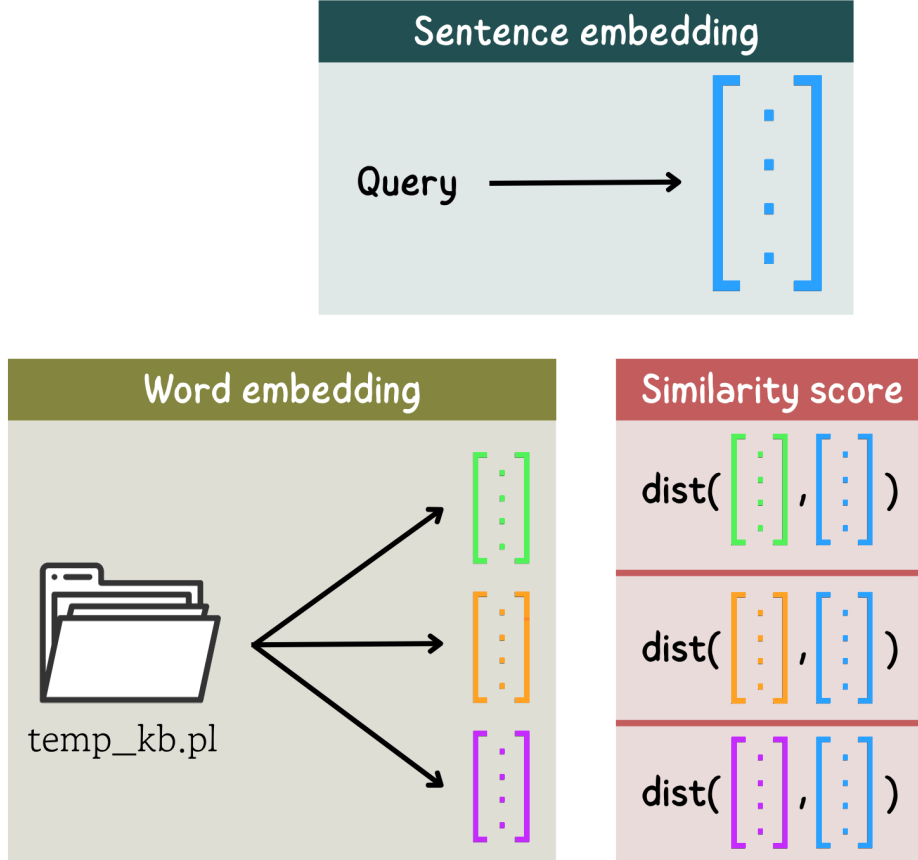 Sentence embedding
Query
Word embedding
temp_kb.pl
Similarity score
dist( [⋮] , [⋮] )
dist( [⋮] , [⋮] )
dist( [⋮] , [⋮] )